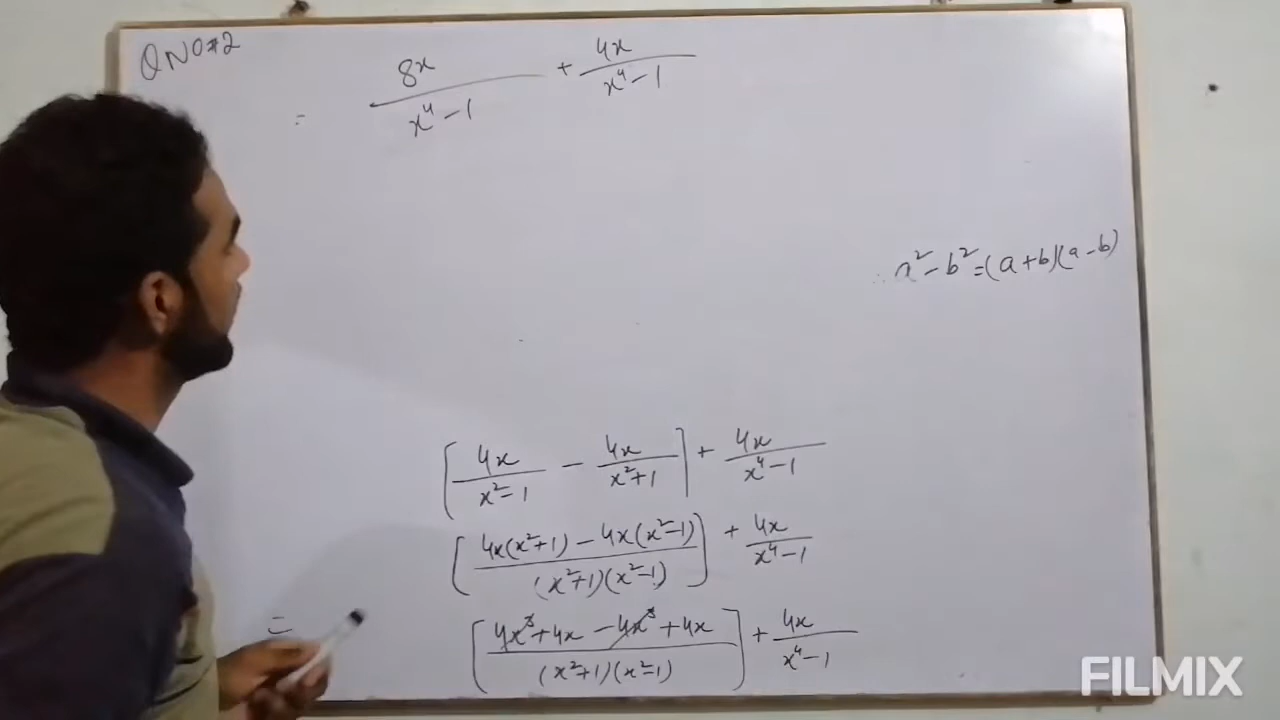 QNO#2
= 8x/(x⁴-1) + 4x/(x⁴-1)
∴ a²-b²=(a+b)(a-b)
[4x/(x²-1) - 4x/(x²+1)] + 4x/(x⁴-1)
[(4x(x²+1)-4x(x²-1))/((x²+1)(x²-1))] + 4x/(x⁴-1)
= [(4x³+4x-4x³+4x)/((x²+1)(x²-1))] + 4x/(x⁴-1)
FILMIX